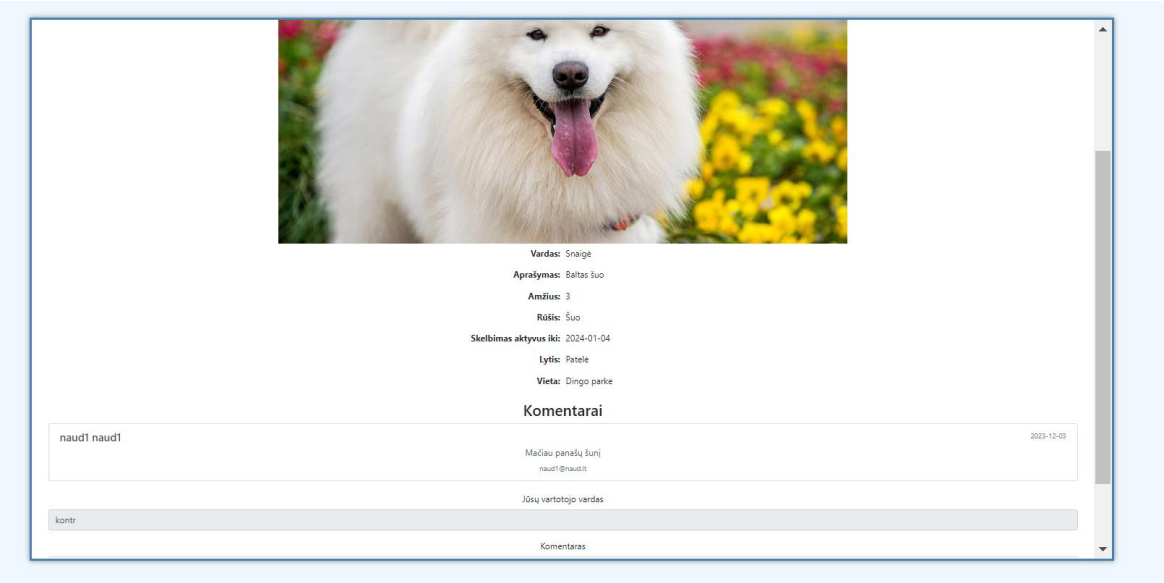 Vardas: Snaigė
Aprašymas: Baltas šuo
Amžius: 3
Rūšis: Šuo
Skelbimas aktyvus iki: 2024-01-04
Lytis: Patelė
Vieta: Dingo parke
Komentarai
naud1 naud1
2023-12-03
Mačiau panašų šunį
naud1@naud.lt
Jūsų vartotojo vardas
kontr
Komentaras